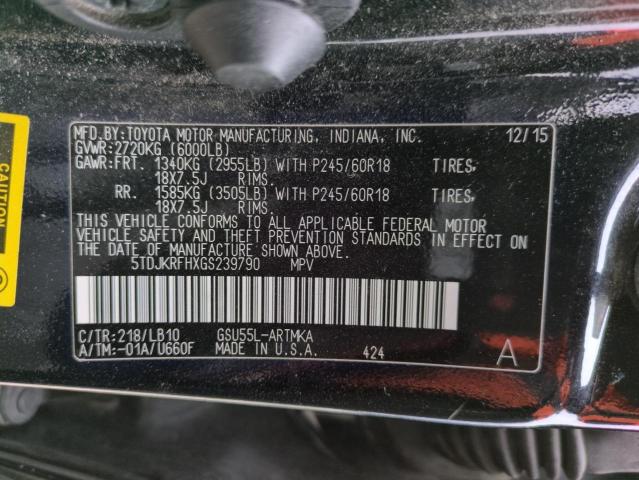 MFD.BY:TOYOTA MOTOR MANUFACTURING, INDIANA, INC. 12/15
GVWR:2720KG (6000LB)
GAWR:FRT. 1340KG (2955LB) WITH P245/60R18 TIRES,
18X7.5J RIMS.
RR. 1585KG (3505LB) WITH P245/60R18 TIRES,
18X7.5J RIMS.
THIS VEHICLE CONFORMS TO ALL APPLICABLE FEDERAL MOTOR
VEHICLE SAFETY AND THEFT PREVENTION STANDARDS IN EFFECT ON
THE DATE OF MANUFACTURE SHOWN ABOVE.
5TDJKRFHXGS239790 MPV
C/TR:218/LB10 GSU55L-ARTMKA
A/TM:-01A/U660F MADE IN U.S.A. 424 A
CAUTION